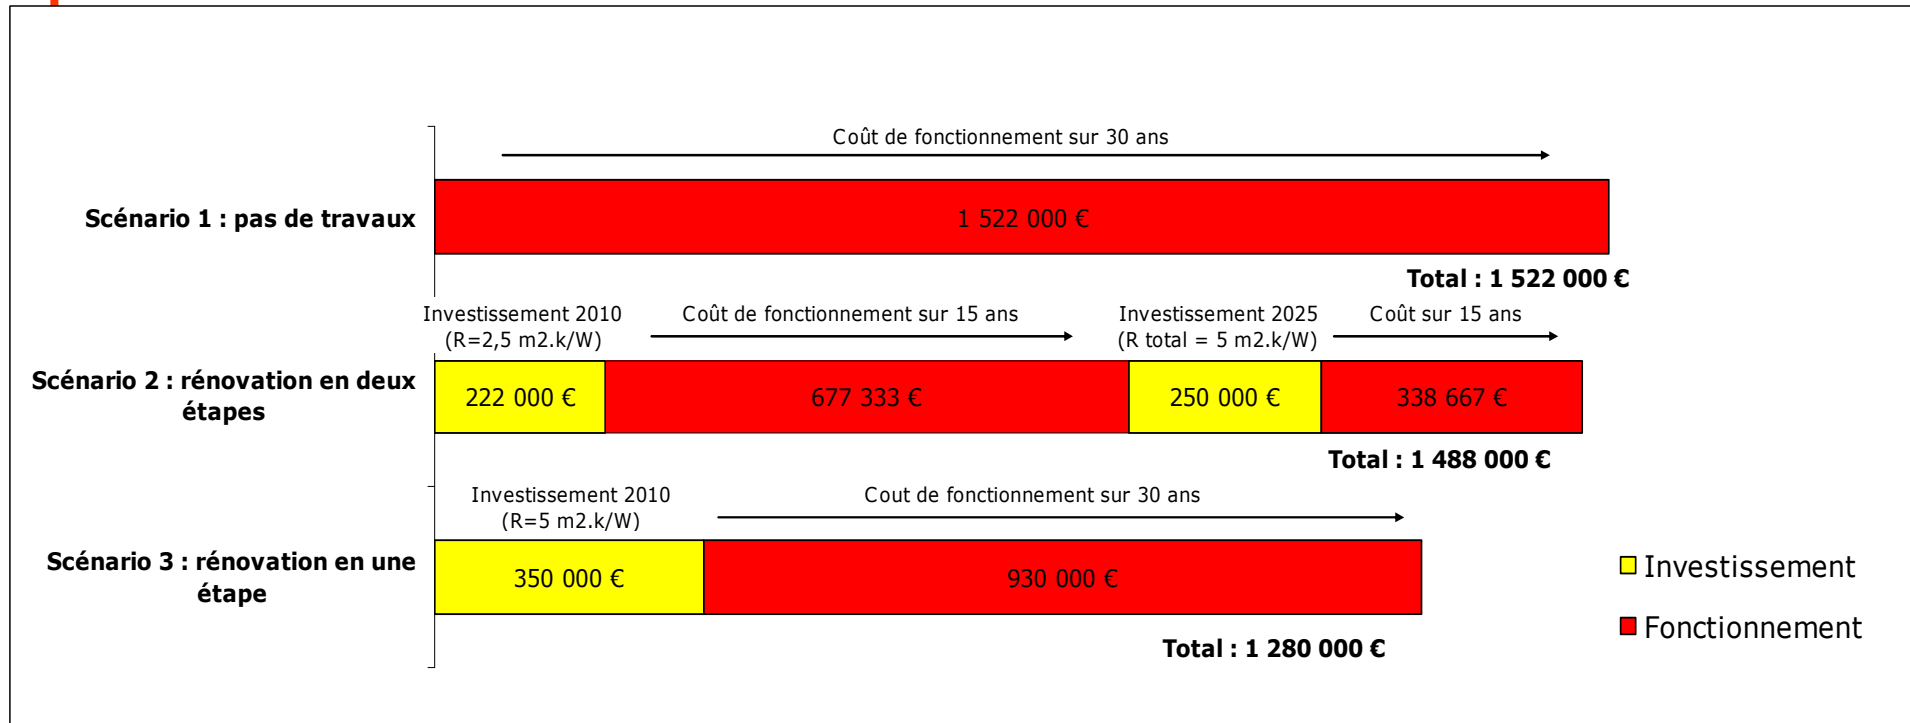 Coût de fonctionnement sur 30 ans
Scénario 1 : pas de travaux
1 522 000 €
Total : 1 522 000 €
Investissement 2010
(R=2,5 m2.k/W)
Coût de fonctionnement sur 15 ans
Investissement 2025
(R total = 5 m2.k/W)
Coût sur 15 ans
Scénario 2 : rénovation en deux
étapes
222 000 €
677 333 €
250 000 €
338 667 €
Total : 1 488 000 €
Investissement 2010
(R=5 m2.k/W)
Cout de fonctionnement sur 30 ans
Scénario 3 : rénovation en une
étape
350 000 €
930 000 €
Total : 1 280 000 €
Investissement
Fonctionnement